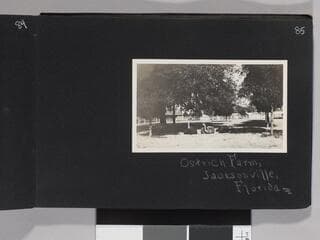 84
85
Ostrich Farm,
Jacksonville,
Florida